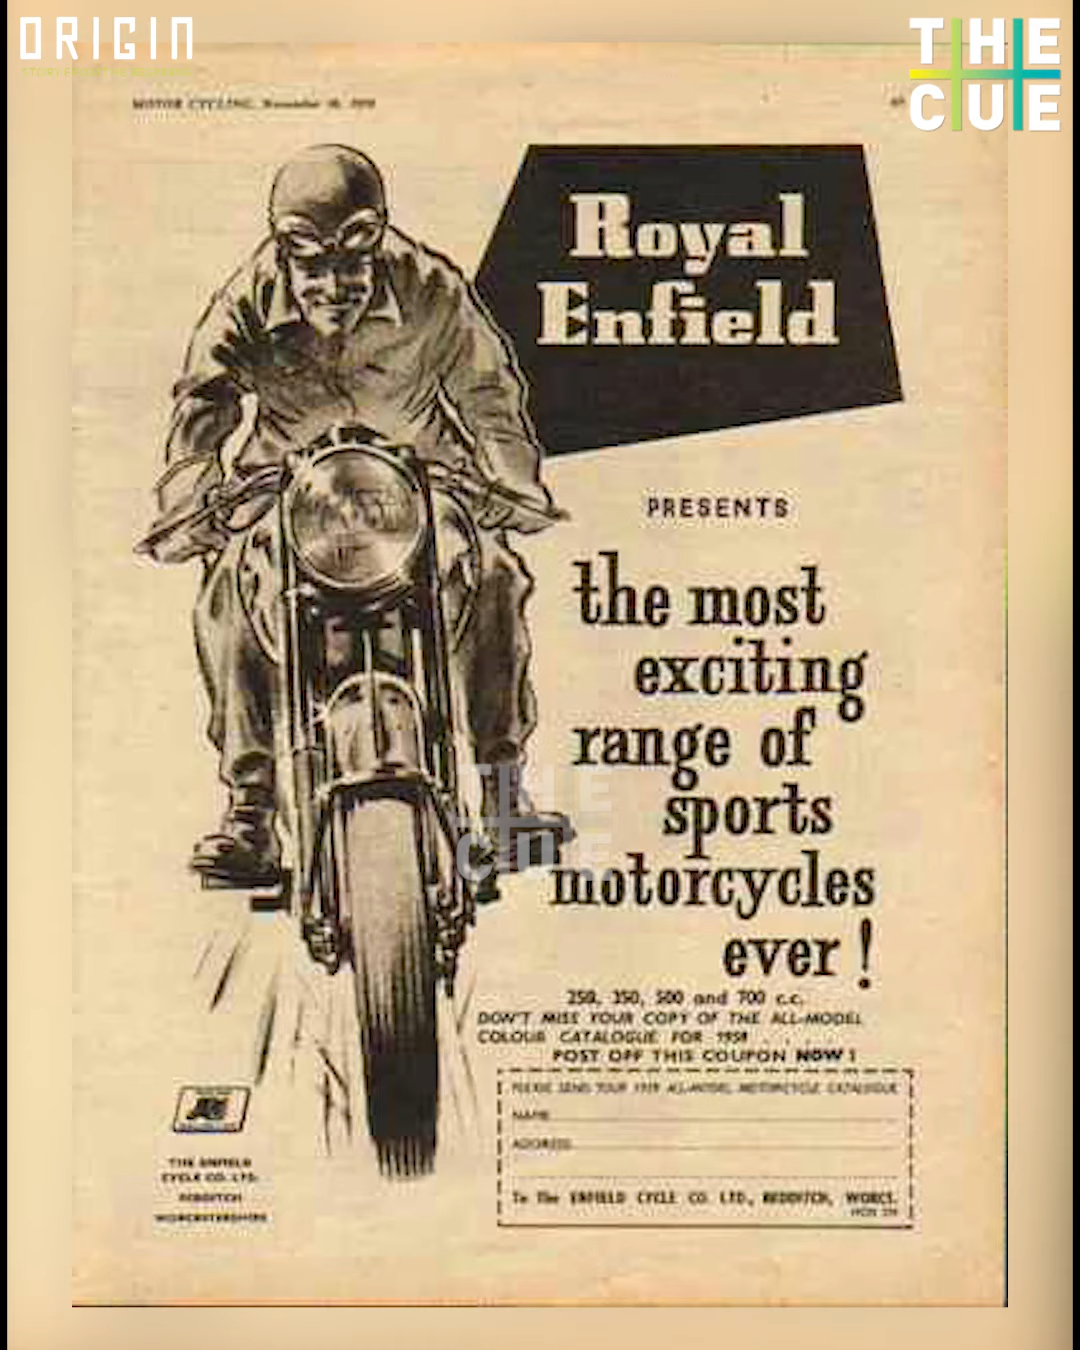 ORIGIN
THE
CUE
MOTOR CYCLING, November
Royal
Enfield
PRESENTS
the most
exciting
range of
sports
motorcycles
ever!
250, 350, 500 and 700 c.c.
DON'T MISS YOUR COPY OF THE ALL-MODEL
COLOUR CATALOGUE FOR 1959 . . . . .
POST OFF THIS COUPON NOW!
PLEASE SEND YOUR 1959 ALL-MODEL MOTORCYCLE CATALOGUE
NAME
ADDRESS
To The ENFIELD CYCLE CO. LTD., REDDITCH, WORCS.
THE ENFIELD
CYCLE CO. LTD.
REDDITCH
WORCESTERSHIRE
THE
CUE